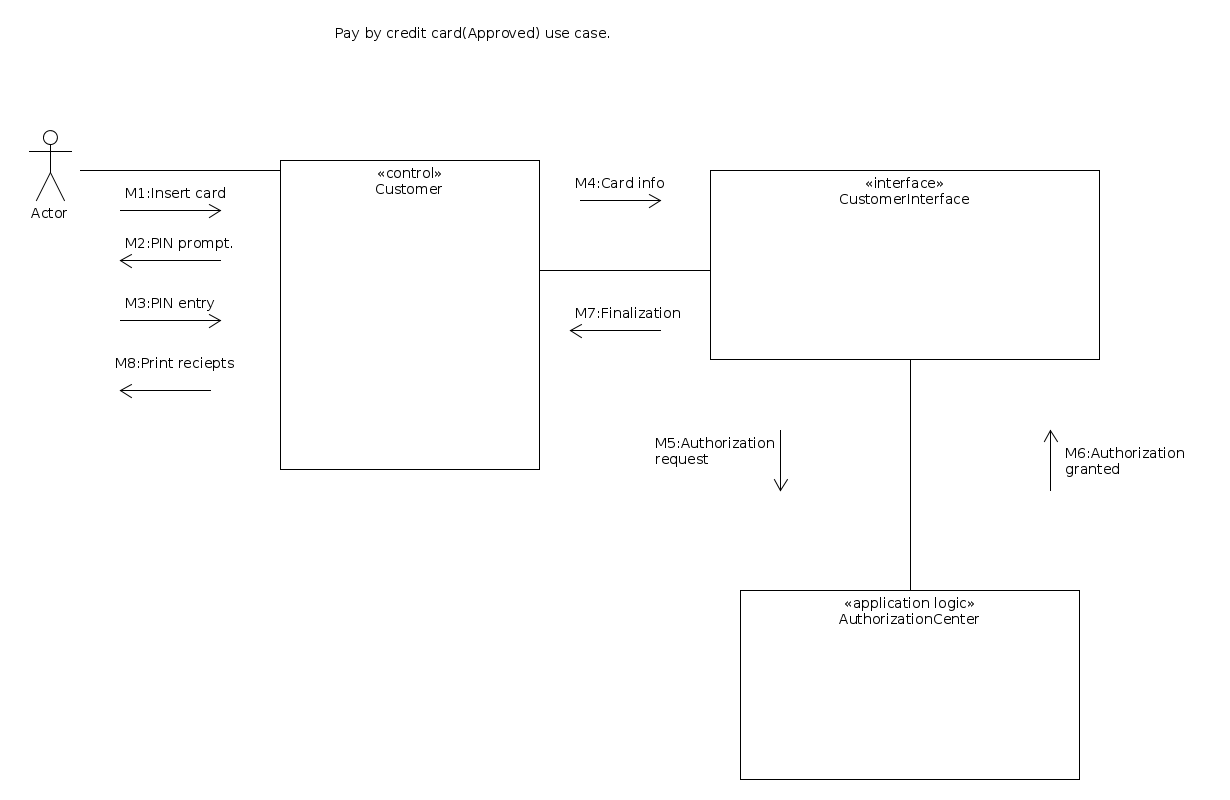 Pay by credit card(Approved) use case.
Actor
M1:Insert card
M2:PIN prompt.
M3:PIN entry
M8:Print reciepts
«control»
Customer
M4:Card info
M7:Finalization
«interface»
CustomerInterface
M5:Authorization
request
M6:Authorization
granted
«application logic»
AuthorizationCenter